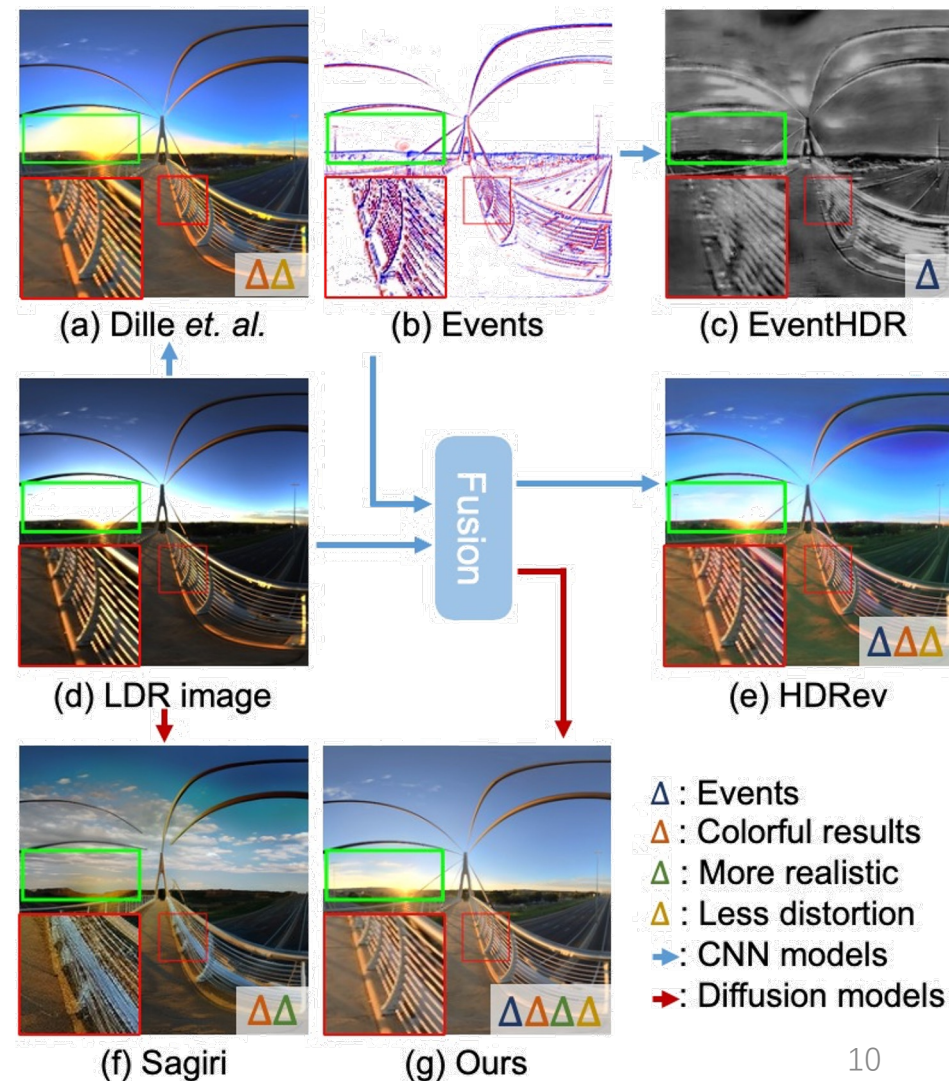 (a) Dille et. al.
(b) Events
(c) EventHDR
Fusion
(d) LDR image
(e) HDRev
Δ : Events
Δ : Colorful results
Δ : More realistic
Δ : Less distortion
: CNN models
: Diffusion models
(f) Sagiri
(g) Ours
10